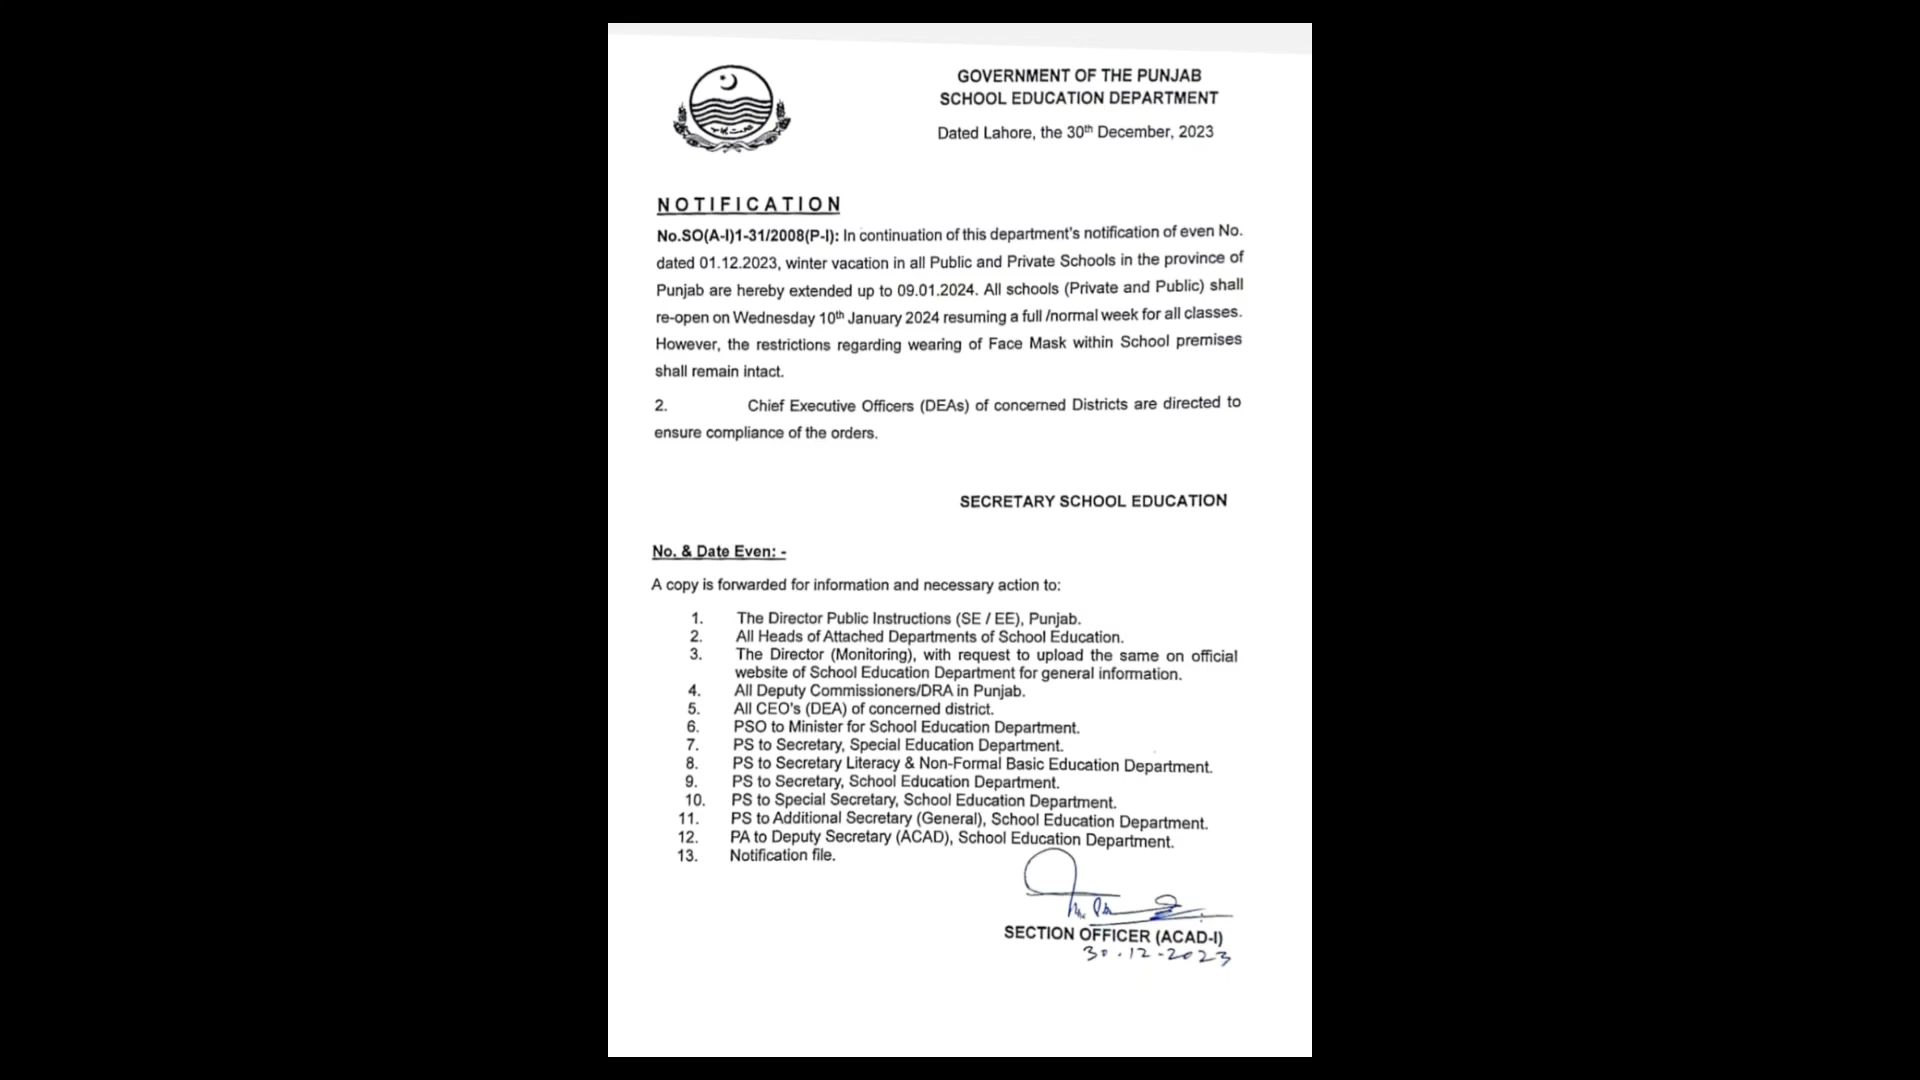 GOVERNMENT OF THE PUNJAB
SCHOOL EDUCATION DEPARTMENT
Dated Lahore, the 30th December, 2023
NOTIFICATION
No.SO(A-I)1-31/2008(P-I): In continuation of this department's notification of even No.
dated 01.12.2023, winter vacation in all Public and Private Schools in the province of
Punjab are hereby extended up to 09.01.2024. All schools (Private and Public) shall
re-open on Wednesday 10th January 2024 resuming a full /normal week for all classes.
However, the restrictions regarding wearing of Face Mask within School premises
shall remain intact.
2. Chief Executive Officers (DEAs) of concerned Districts are directed to
ensure compliance of the orders.
SECRETARY SCHOOL EDUCATION
No. & Date Even: -
A copy is forwarded for information and necessary action to:
1. The Director Public Instructions (SE / EE), Punjab.
2. All Heads of Attached Departments of School Education.
3. The Director (Monitoring), with request to upload the same on official
website of School Education Department for general information.
4. All Deputy Commissioners/DRA in Punjab.
5. All CEO's (DEA) of concerned district.
6. PSO to Minister for School Education Department.
7. PS to Secretary, Special Education Department.
8. PS to Secretary Literacy & Non-Formal Basic Education Department.
9. PS to Secretary, School Education Department.
10. PS to Special Secretary, School Education Department.
11. PS to Additional Secretary (General), School Education Department.
12. PA to Deputy Secretary (ACAD), School Education Department.
13. Notification file.
SECTION OFFICER (ACAD-I)
30.12-2023